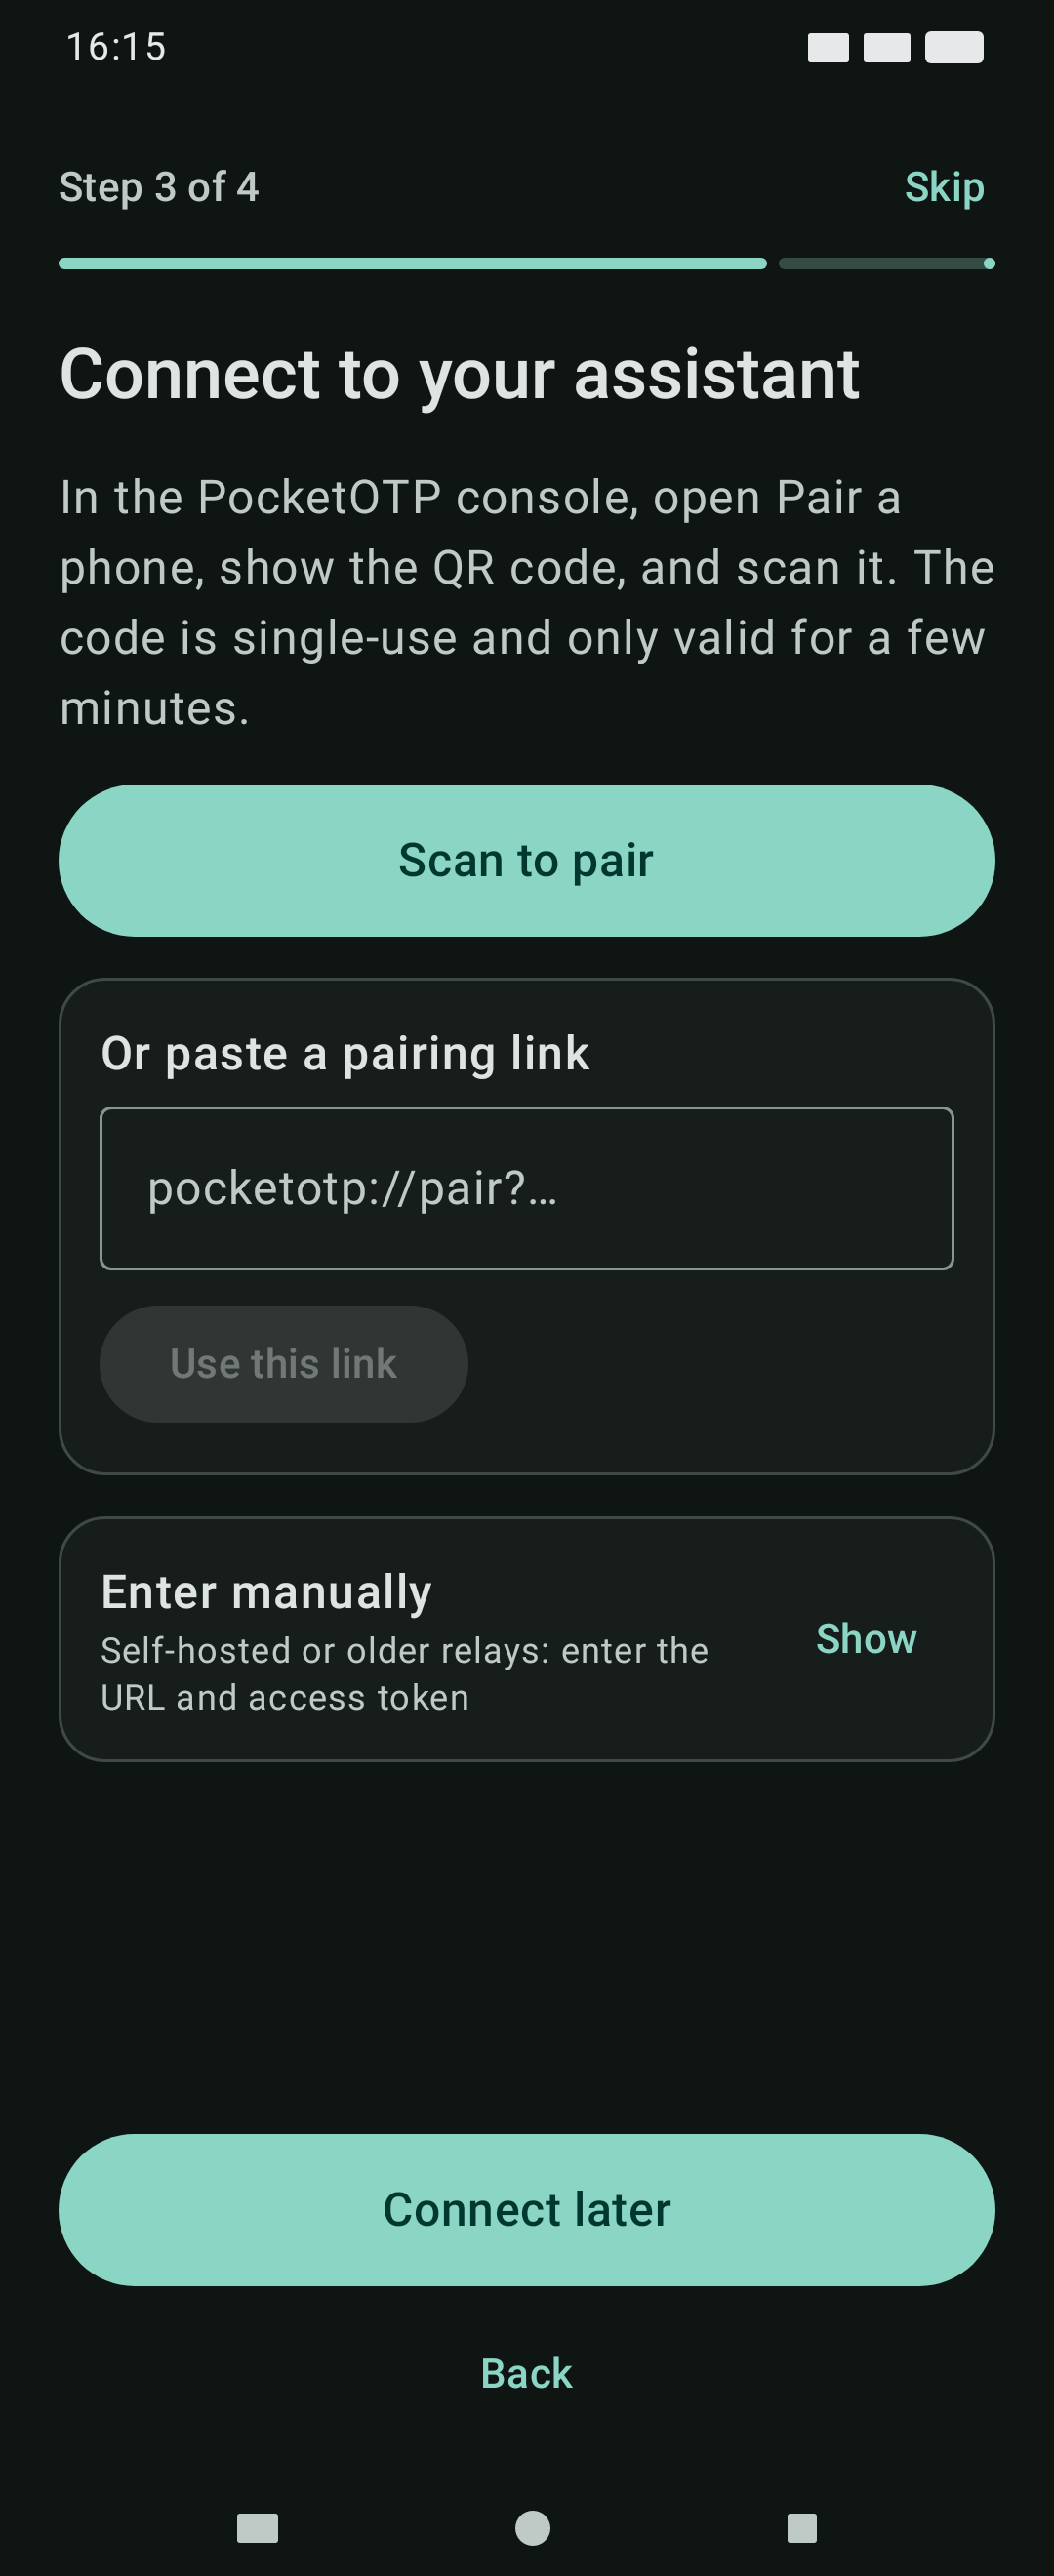 16:15
Step 3 of 4
Skip
Connect to your assistant
In the PocketOTP console, open Pair a
phone, show the QR code, and scan it. The
code is single-use and only valid for a few
minutes.
Scan to pair
Or paste a pairing link
pocketotp://pair?…
Use this link
Enter manually
Self-hosted or older relays: enter the
URL and access token
Show
Connect later
Back